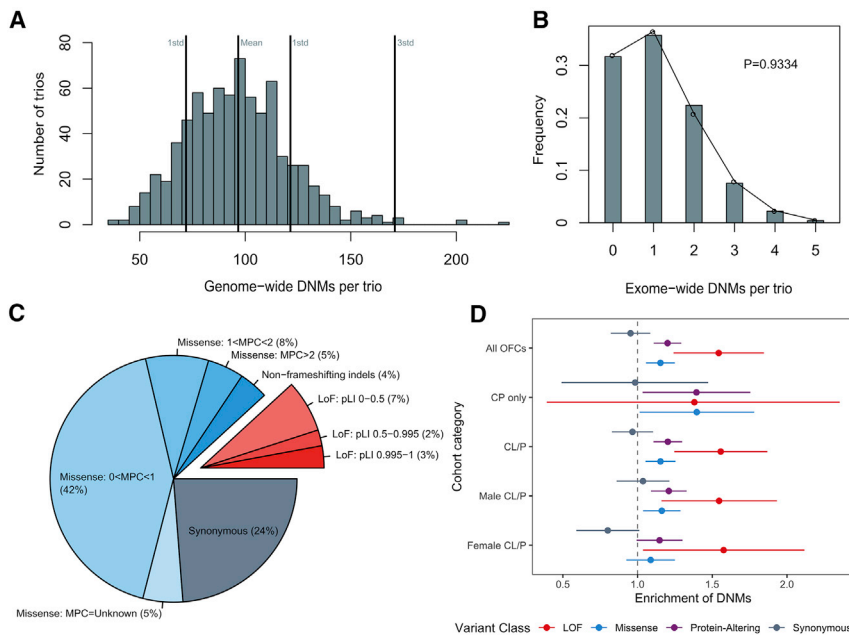 A
1std
Mean
1std
3std
80
60
40
20
0
Number of trios
50
100
150
200
Genome-wide DNMs per trio
B
0.3
0.2
0.1
0
Frequency
P=0.9334
0
1
2
3
4
5
Exome-wide DNMs per trio
C
Missense: 1<MPC<2 (8%)
Missense: MPC>2 (5%)
Non-frameshifting indels (4%)
LoF: pLI 0-0.5 (7%)
LoF: pLI 0.5-0.995 (2%)
LoF: pLI 0.995-1 (3%)
Missense: 0<MPC<1
(42%)
Synonymous (24%)
Missense: MPC=Unknown (5%)
D
All OFCs
CP only
CL/P
Male CL/P
Female CL/P
Cohort category
0.5
1.0
1.5
2.0
Enrichment of DNMs
Variant Class LOF Missense Protein-Altering Synonymous